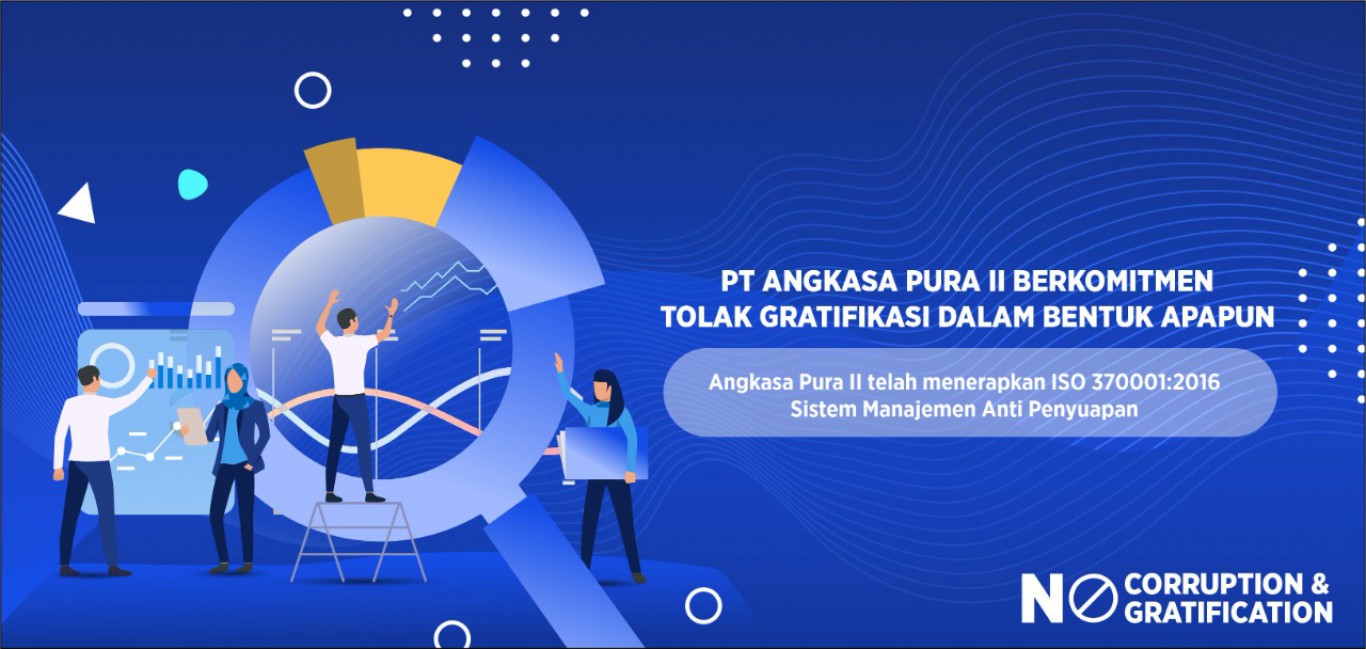 PT ANGKASA PURA II BERKOMITMEN
TOLAK GRATIFIKASI DALAM BENTUK APAPUN
Angkasa Pura II telah menerapkan ISO 370001:2016
Sistem Manajemen Anti Penyuapan
NO CORRUPTION &
GRATIFICATION